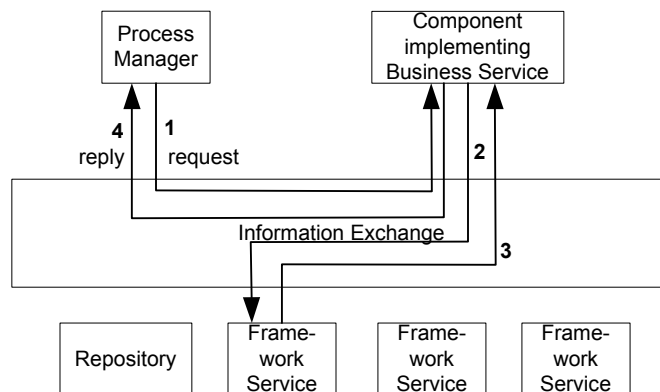 Process
Manager
Component
implementing
Business Service
4
1
2
reply
request
Information Exchange
3
Repository
Frame-
work
Service
Frame-
work
Service
Frame-
work
Service